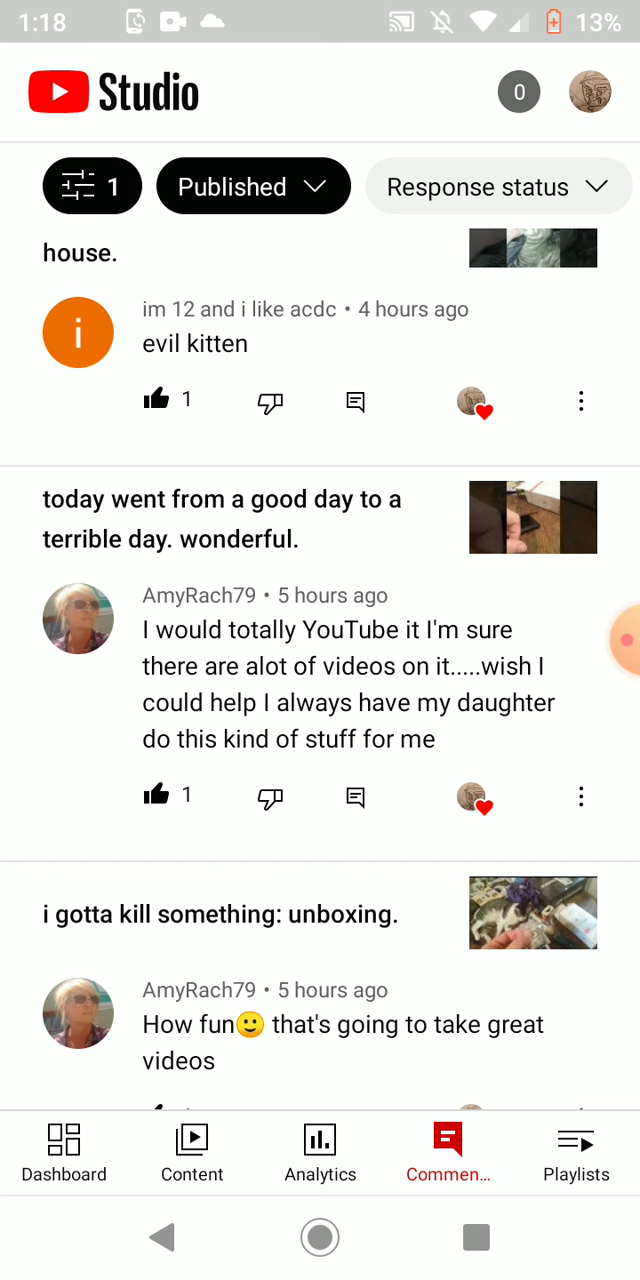 1:18
13%
Studio
0
1
Published
Response status
house.
i
im 12 and i like acdc • 4 hours ago
evil kitten
1
today went from a good day to a
terrible day. wonderful.
AmyRach79 • 5 hours ago
I would totally YouTube it I'm sure
there are alot of videos on it.....wish I
could help I always have my daughter
do this kind of stuff for me
1
i gotta kill something: unboxing.
AmyRach79 • 5 hours ago
How fun🙂 that's going to take great
videos
Dashboard
Content
Analytics
Commen...
Playlists